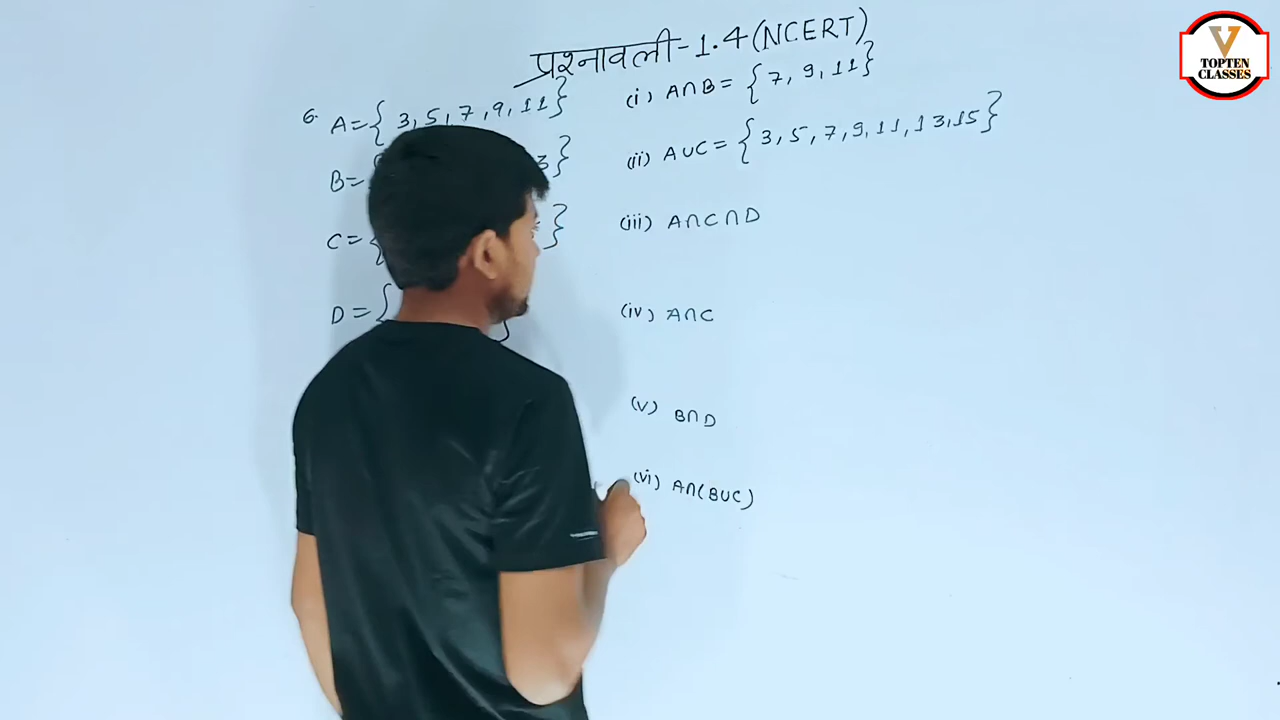 प्रश्नावली-1.4 (NCERT)
6. A={3,5,7,9,11}
B= 3}
C={ }
D={ }
(i) A∩B = {7, 9, 11}
(ii) A∪C = {3, 5, 7, 9, 11, 13, 15}
(iii) A∩C∩D
(iv) A∩C
(v) B∩D
(vi) A∩(B∪C)
V
TOPTEN
CLASSES